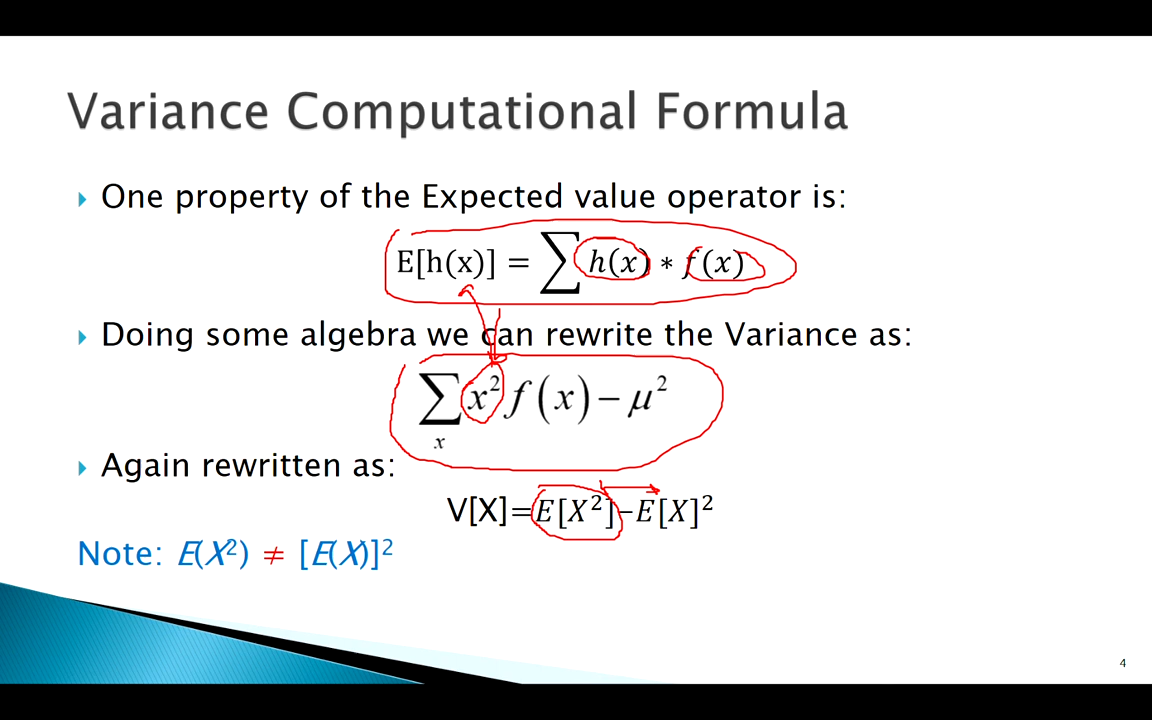 Variance Computational Formula
One property of the Expected value operator is:
E[h(x)] = ∑ h(x) ∗ f(x)
Doing some algebra we can rewrite the Variance as:
∑ₓ x² f(x) − μ²
Again rewritten as:
V[X]=E[X²]−E[X]²
Note: E(X²) ≠ [E(X)]²
4